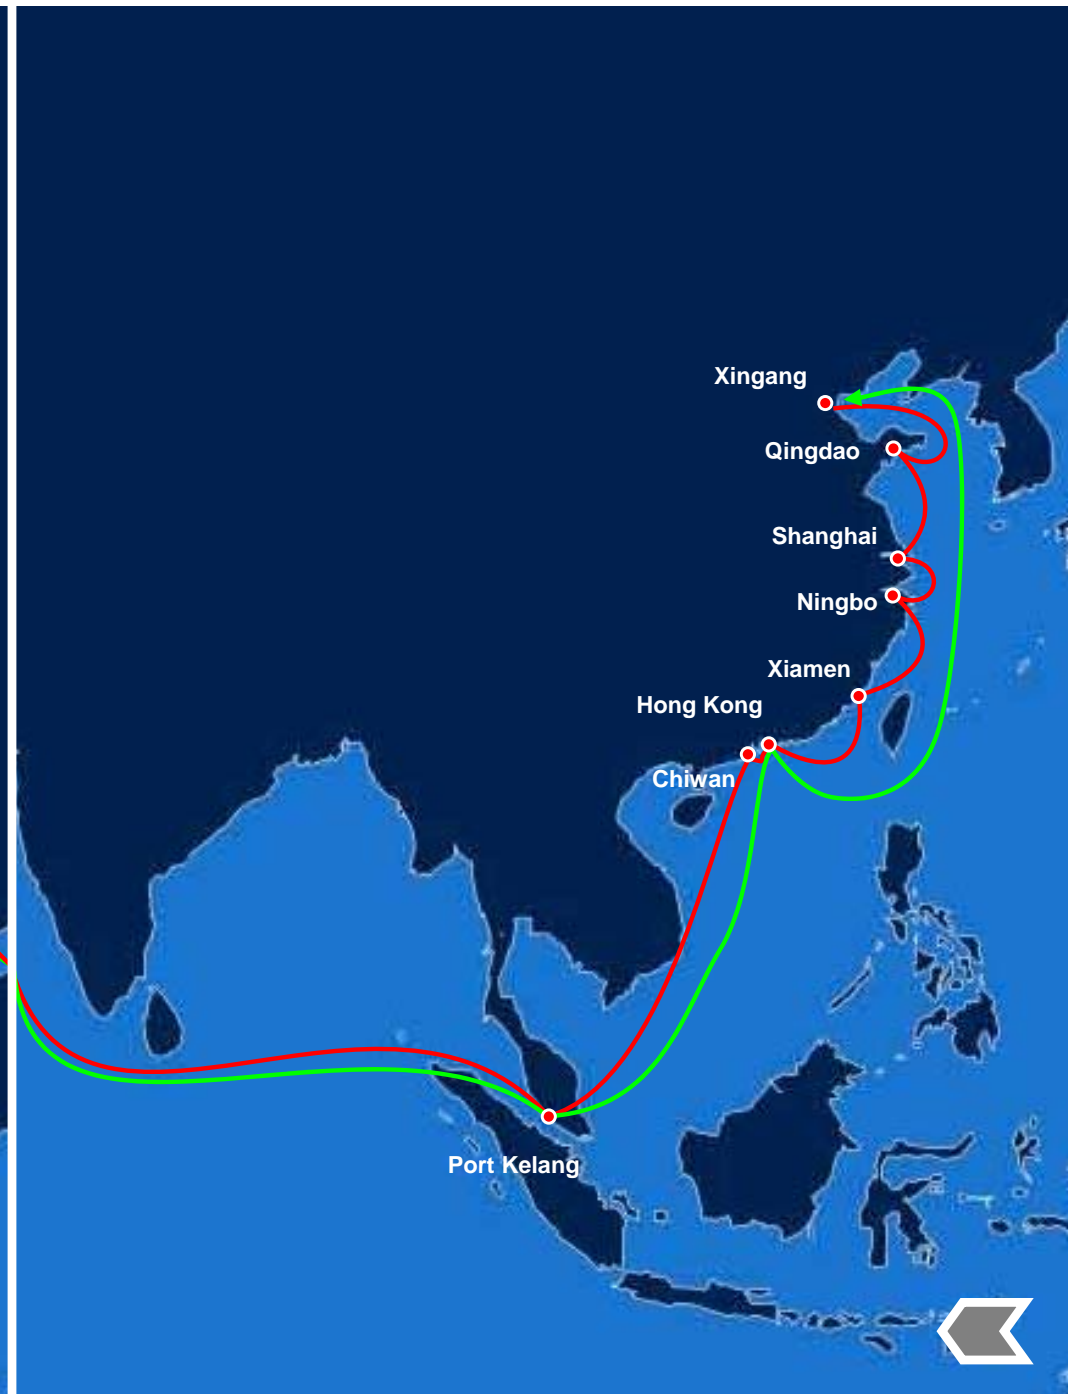 Xingang
Qingdao
Shanghai
Ningbo
Xiamen
Hong Kong
Chiwan
Port Kelang